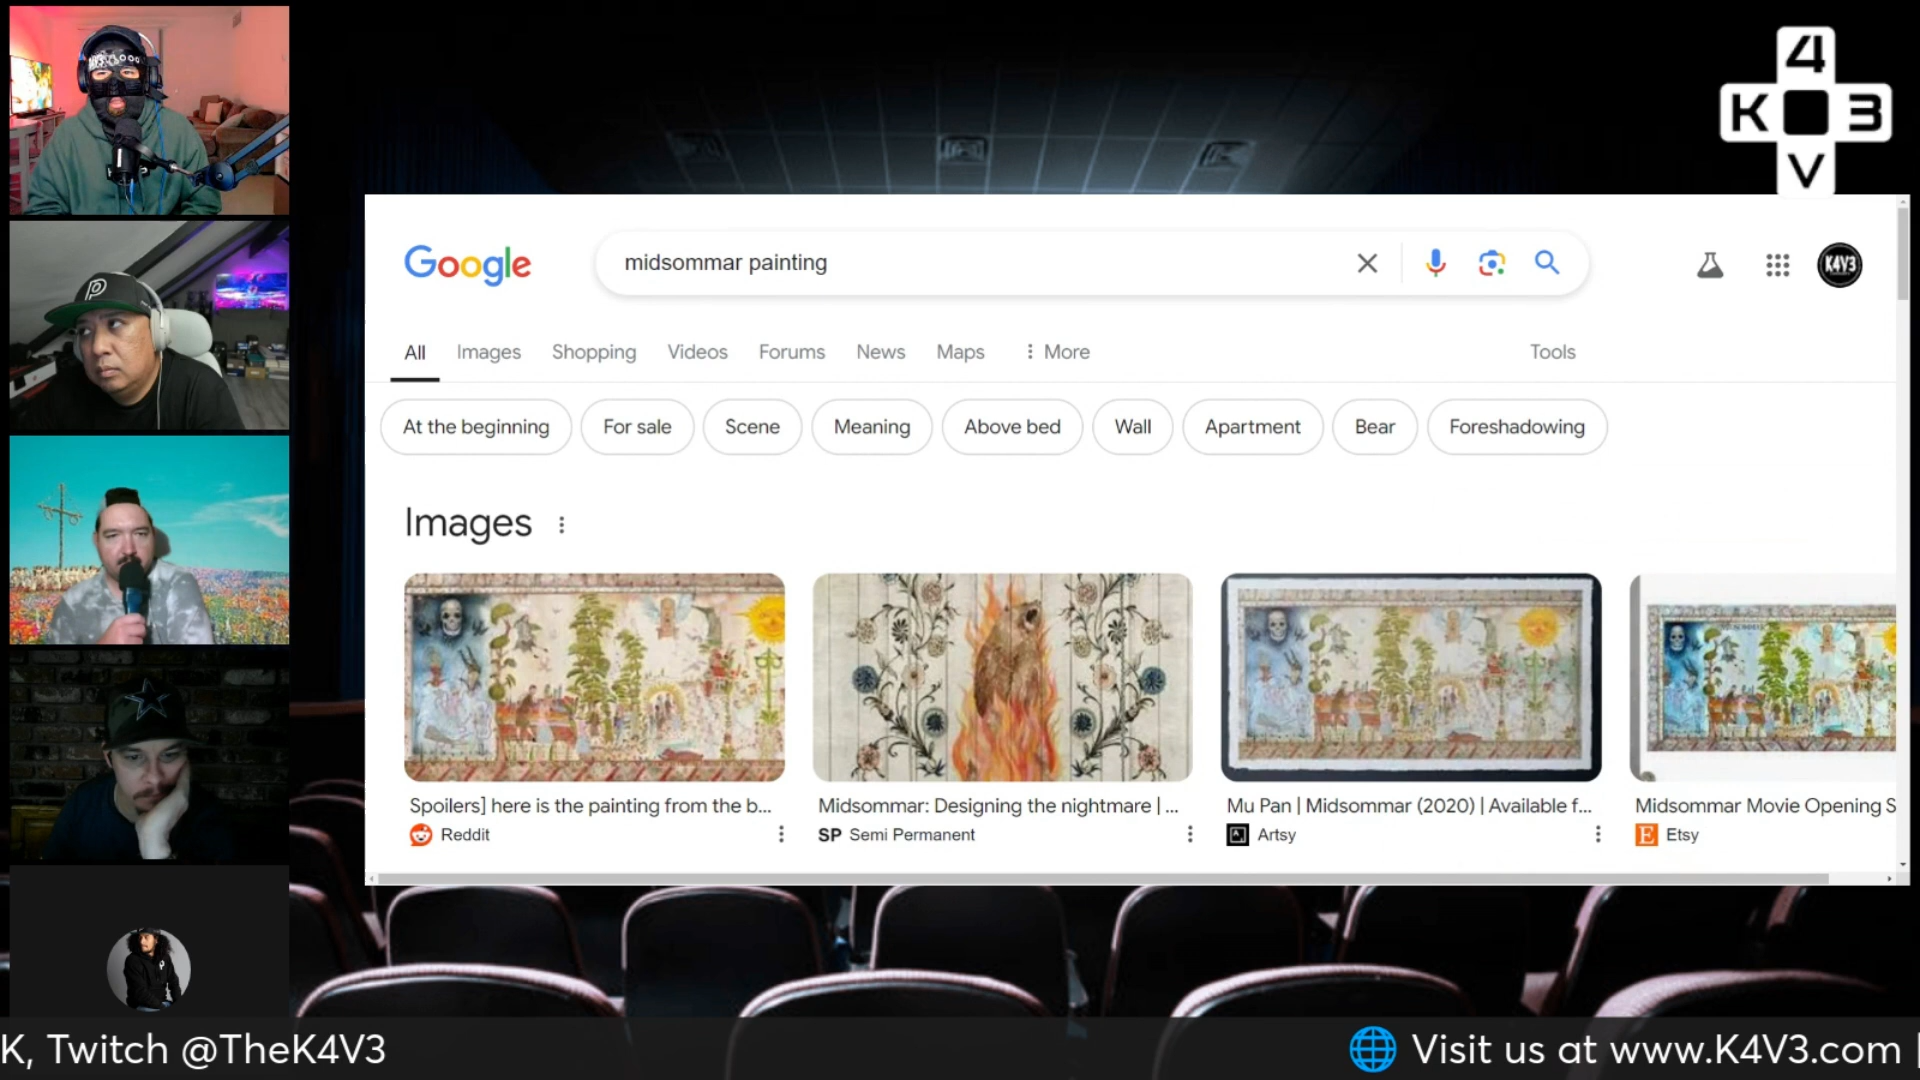 4
K 3
V
Google
midsommar painting
K4V3
All Images Shopping Videos Forums News Maps More Tools
At the beginning For sale Scene Meaning Above bed Wall Apartment Bear Foreshadowing
Images
Spoilers] here is the painting from the b...
Reddit
Midsommar: Designing the nightmare | ...
SP Semi Permanent
Mu Pan | Midsommar (2020) | Available f...
A. Artsy
Midsommar Movie Opening S
E Etsy
K, Twitch @TheK4V3
Visit us at www.K4V3.com |